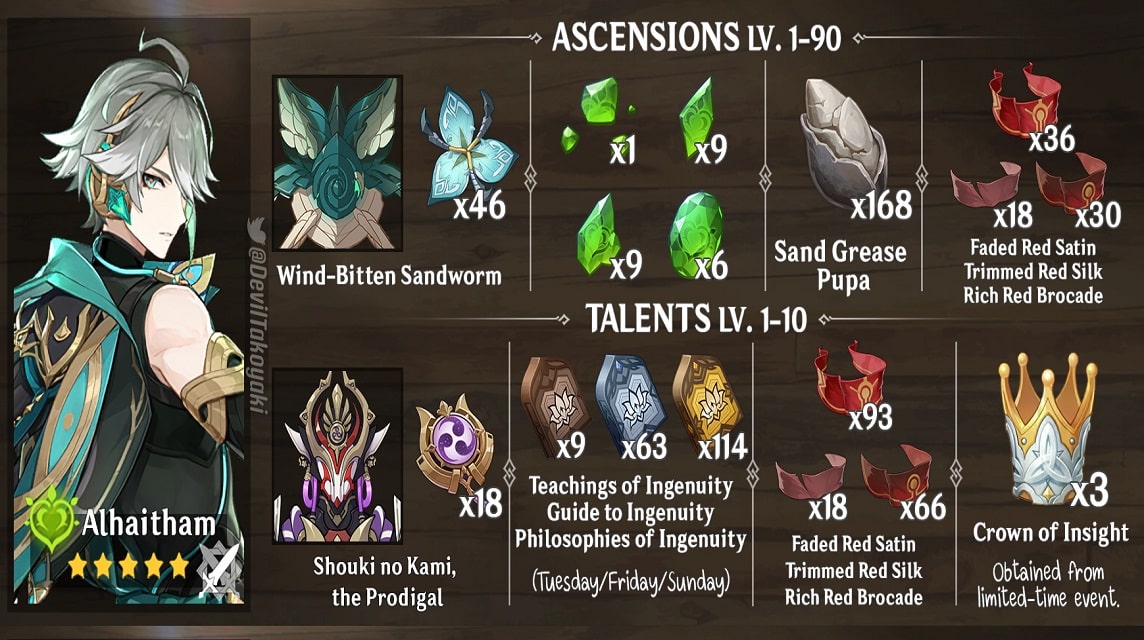 ASCENSIONS LV. 1-90
x46
Wind-Bitten Sandworm
x1
x9
x9
x6
x168
Sand Grease
Pupa
x36
x18
x30
Faded Red Satin
Trimmed Red Silk
Rich Red Brocade
@DevilTakoyaki
TALENTS LV. 1-10
x18
Shouki no Kami,
the Prodigal
x9
x63
x114
Teachings of Ingenuity
Guide to Ingenuity
Philosophies of Ingenuity
(Tuesday/Friday/Sunday)
x93
x18
x66
Faded Red Satin
Trimmed Red Silk
Rich Red Brocade
x3
Crown of Insight
Obtained from
limited-time event.
Alhaitham